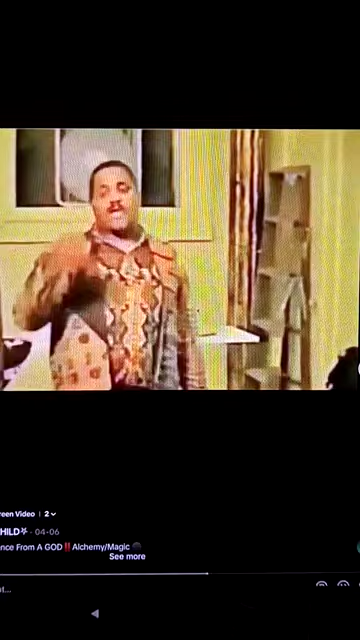 reen Video | 2
HILD⛧ · 04-06
nce From A GOD‼️Alchemy/Magic
See more
t...